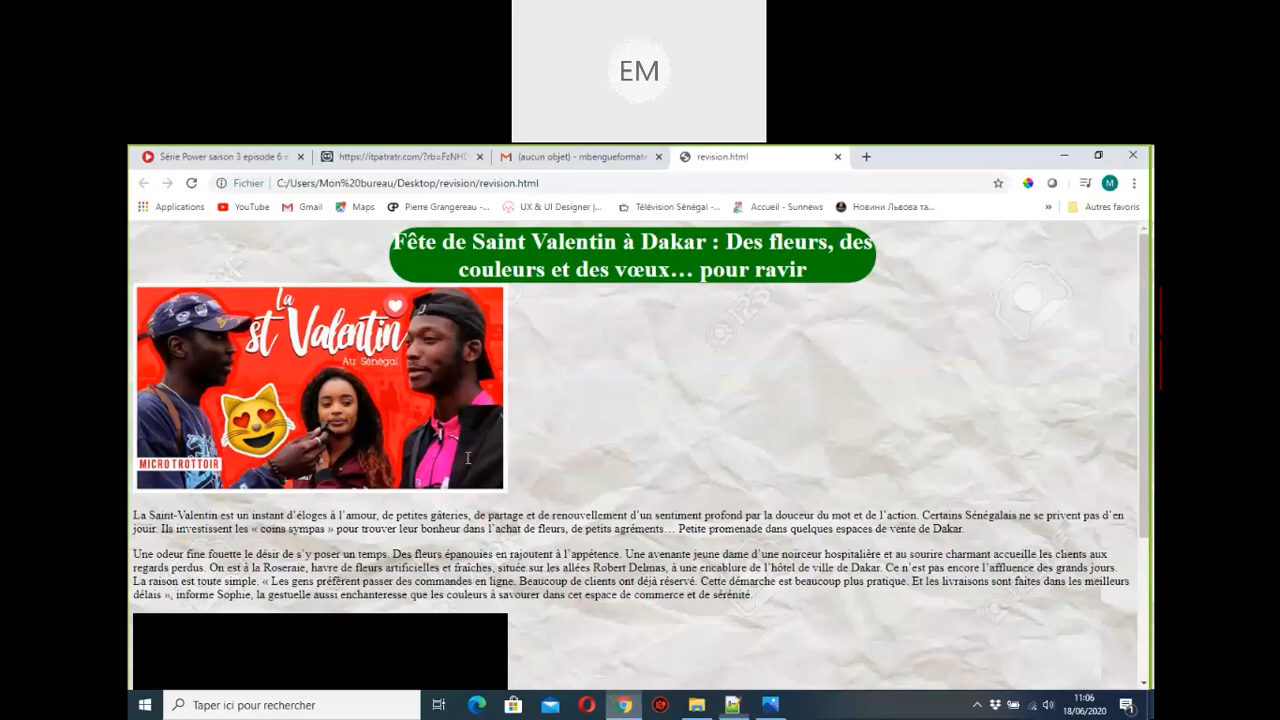 EM
Série Power saison 3 episode 6 e
https://itpatratr.com/?rb=FzNHD
(aucun objet) - mbengueformate
revision.html
Fichier
C:/Users/Mon%20bureau/Desktop/revision/revision.html
M
Applications
YouTube
Gmail
Maps
Pierre Grangereau -...
UX & UI Designer |...
Télévision Sénégal -...
Accueil - Sunnews
Новини Львова та...
»
Autres favoris
Fête de Saint Valentin à Dakar : Des fleurs, des
couleurs et des vœux… pour ravir
La
st Valentin
Au Sénégal
MICROTROTTOIR
La Saint-Valentin est un instant d’éloges à l’amour, de petites gâteries, de partage et de renouvellement d’un sentiment profond par la douceur du mot et de l’action. Certains Sénégalais ne se privent pas d’en
jouir. Ils investissent les « coins sympas » pour trouver leur bonheur dans l’achat de fleurs, de petits agréments… Petite promenade dans quelques espaces de vente de Dakar.
Une odeur fine fouette le désir de s’y poser un temps. Des fleurs épanouies en rajoutent à l’appétence. Une avenante jeune dame d’une noirceur hospitalière et au sourire charmant accueille les clients aux
regards perdus. On est à la Roseraie, havre de fleurs artificielles et fraiches, située sur les allées Robert Delmas, à une encablure de l’hôtel de ville de Dakar. Ce n’est pas encore l’affluence des grands jours.
La raison est toute simple. « Les gens préfèrent passer des commandes en ligne. Beaucoup de clients ont déjà réservé. Cette démarche est beaucoup plus pratique. Et les livraisons sont faites dans les meilleurs
délais », informe Sophie, la gestuelle aussi enchanteresse que les couleurs à savourer dans cet espace de commerce et de sérénité.
Taper ici pour rechercher
11:06
18/06/2020